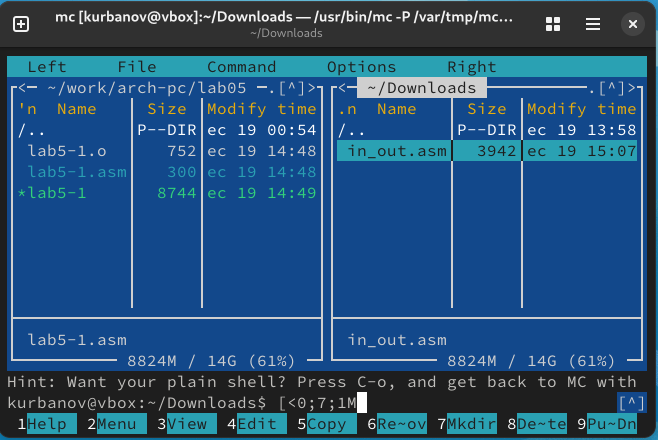 mc [kurbanov@vbox]:~/Downloads — /usr/bin/mc -P /var/tmp/mc…
~/Downloads
Left File Command Options Right
<─ ~/work/arch-pc/lab05 ─.[^]> <─ ~/Downloads ─.[^]>
'n Name Size Modify time .n Name Size Modify time
/.. P--DIR ec 19 00:54 /.. P--DIR ec 19 13:58
lab5-1.o 752 ec 19 14:48 in_out.asm 3942 ec 19 15:07
lab5-1.asm 300 ec 19 14:48
*lab5-1 8744 ec 19 14:49
lab5-1.asm in_out.asm
8824M / 14G (61%) 8824M / 14G (61%)
Hint: Want your plain shell? Press C-o, and get back to MC with
kurbanov@vbox:~/Downloads$ [<0;7;1M [^]
1Help 2Menu 3View 4Edit 5Copy 6Re~ov 7Mkdir 8De~te 9Pu~Dn